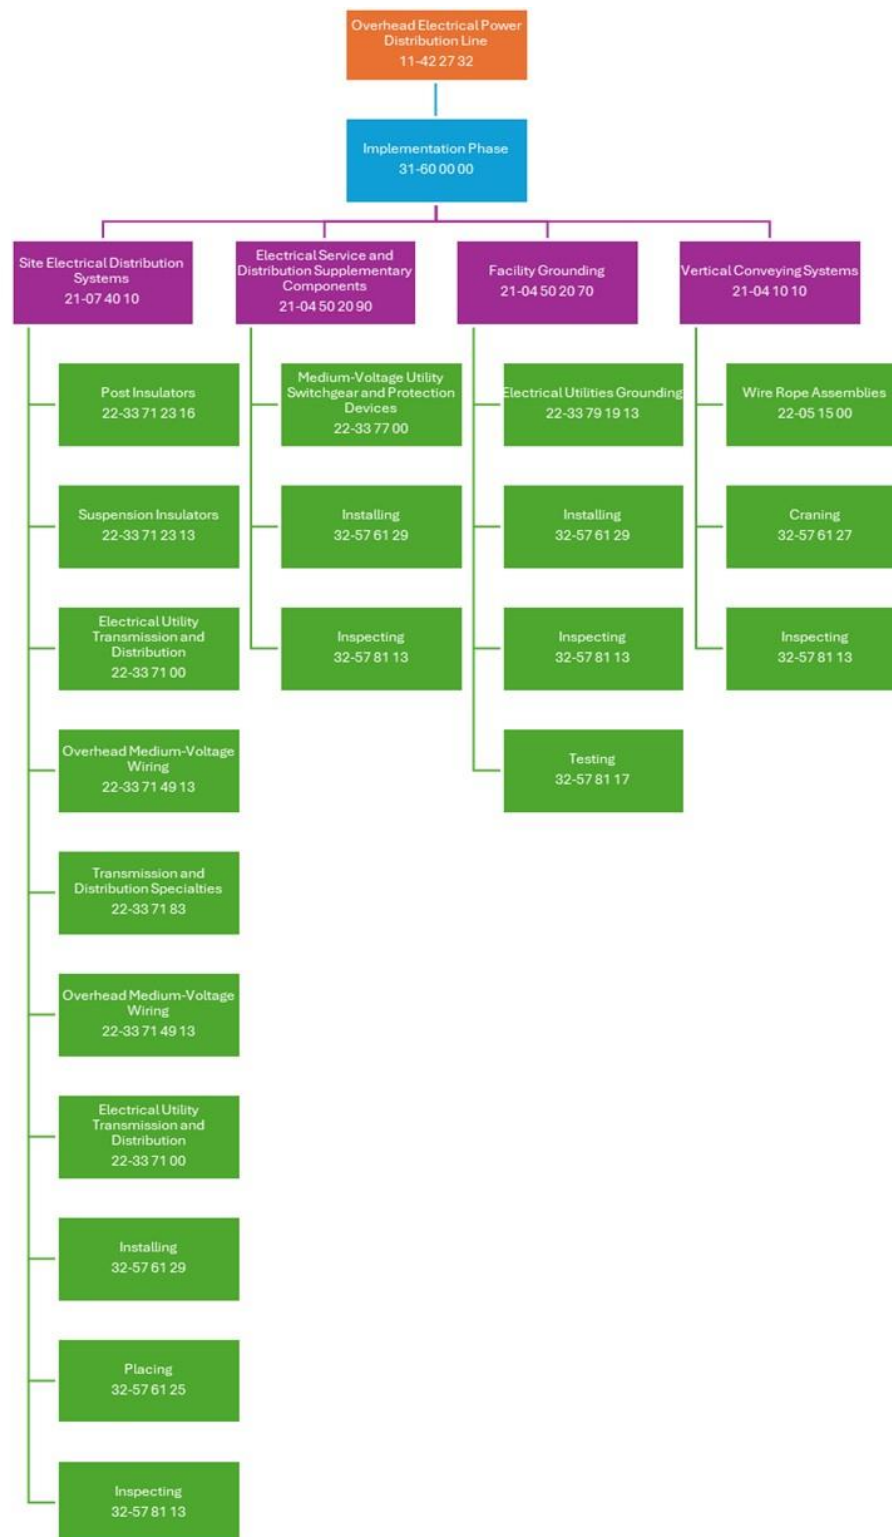 Overhead Electrical Power
Distribution Line
11-42 27 32
Implementation Phase
31-60 00 00
Site Electrical Distribution
Systems
21-07 40 10
Electrical Service and
Distribution Supplementary
Components
21-04 50 20 90
Facility Grounding
21-04 50 20 70
Vertical Conveying Systems
21-04 10 10
Post Insulators
22-33 71 23 16
Suspension Insulators
22-33 71 23 13
Electrical Utility
Transmission and
Distribution
22-33 71 00
Overhead Medium-Voltage
Wiring
22-33 71 49 13
Transmission and
Distribution Specialties
22-33 71 83
Overhead Medium-Voltage
Wiring
22-33 71 49 13
Electrical Utility
Transmission and
Distribution
22-33 71 00
Installing
32-57 61 29
Placing
32-57 61 25
Inspecting
32-57 81 13
Medium-Voltage Utility
Switchgear and Protection
Devices
22-33 77 00
Installing
32-57 61 29
Inspecting
32-57 81 13
Electrical Utilities Grounding
22-33 79 19 13
Installing
32-57 61 29
Inspecting
32-57 81 13
Testing
32-57 81 17
Wire Rope Assemblies
22-05 15 00
Craning
32-57 61 27
Inspecting
32-57 81 13